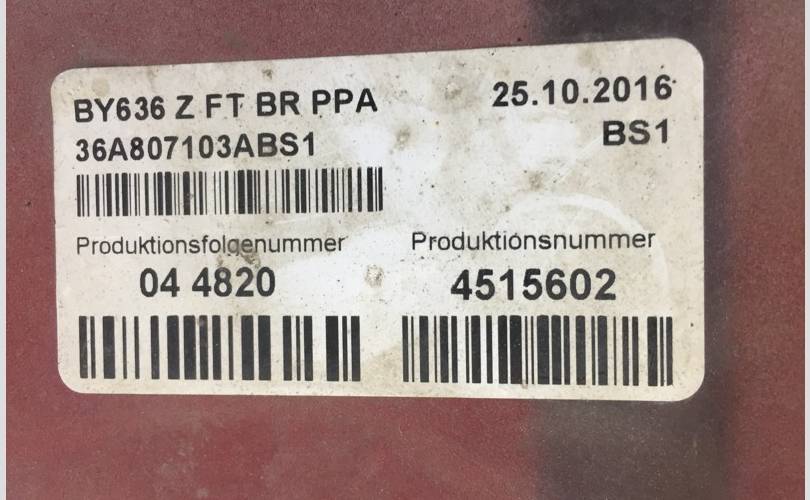 BY636 Z FT BR PPA
25.10.2016
36A807103ABS1
BS1
Produktionsfolgenummer
Produktionsnummer
04 4820
4515602